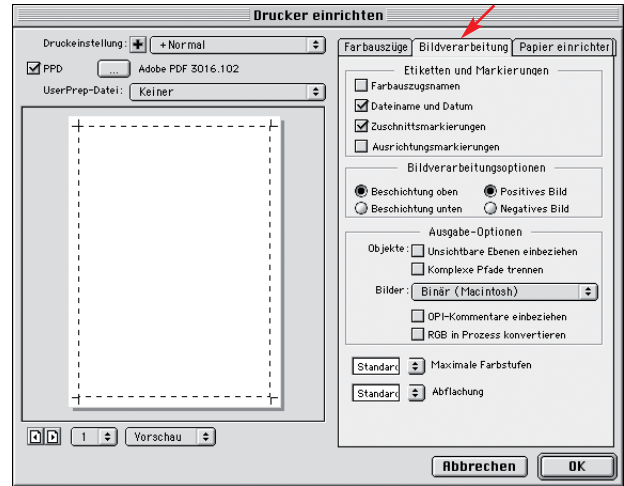 Drucker einrichten
Druckeinstellung: + +Normal
PPD ... Adobe PDF 3016.102
UserPrep-Datei: Keiner
1 Vorschau
Farbauszüge Bildverarbeitung Papier einrichten
Etiketten und Markierungen
Farbauszugsnamen
Dateiname und Datum
Zuschnittsmarkierungen
Ausrichtungsmarkierungen
Bildverarbeitungsoptionen
Beschichtung oben Positives Bild
Beschichtung unten Negatives Bild
Ausgabe-Optionen
Objekte: Unsichtbare Ebenen einbeziehen
Komplexe Pfade trennen
Bilder: Binär (Macintosh)
OPI-Kommentare einbeziehen
RGB in Prozess konvertieren
Standard Maximale Farbstufen
Standard Abflachung
Abbrechen OK